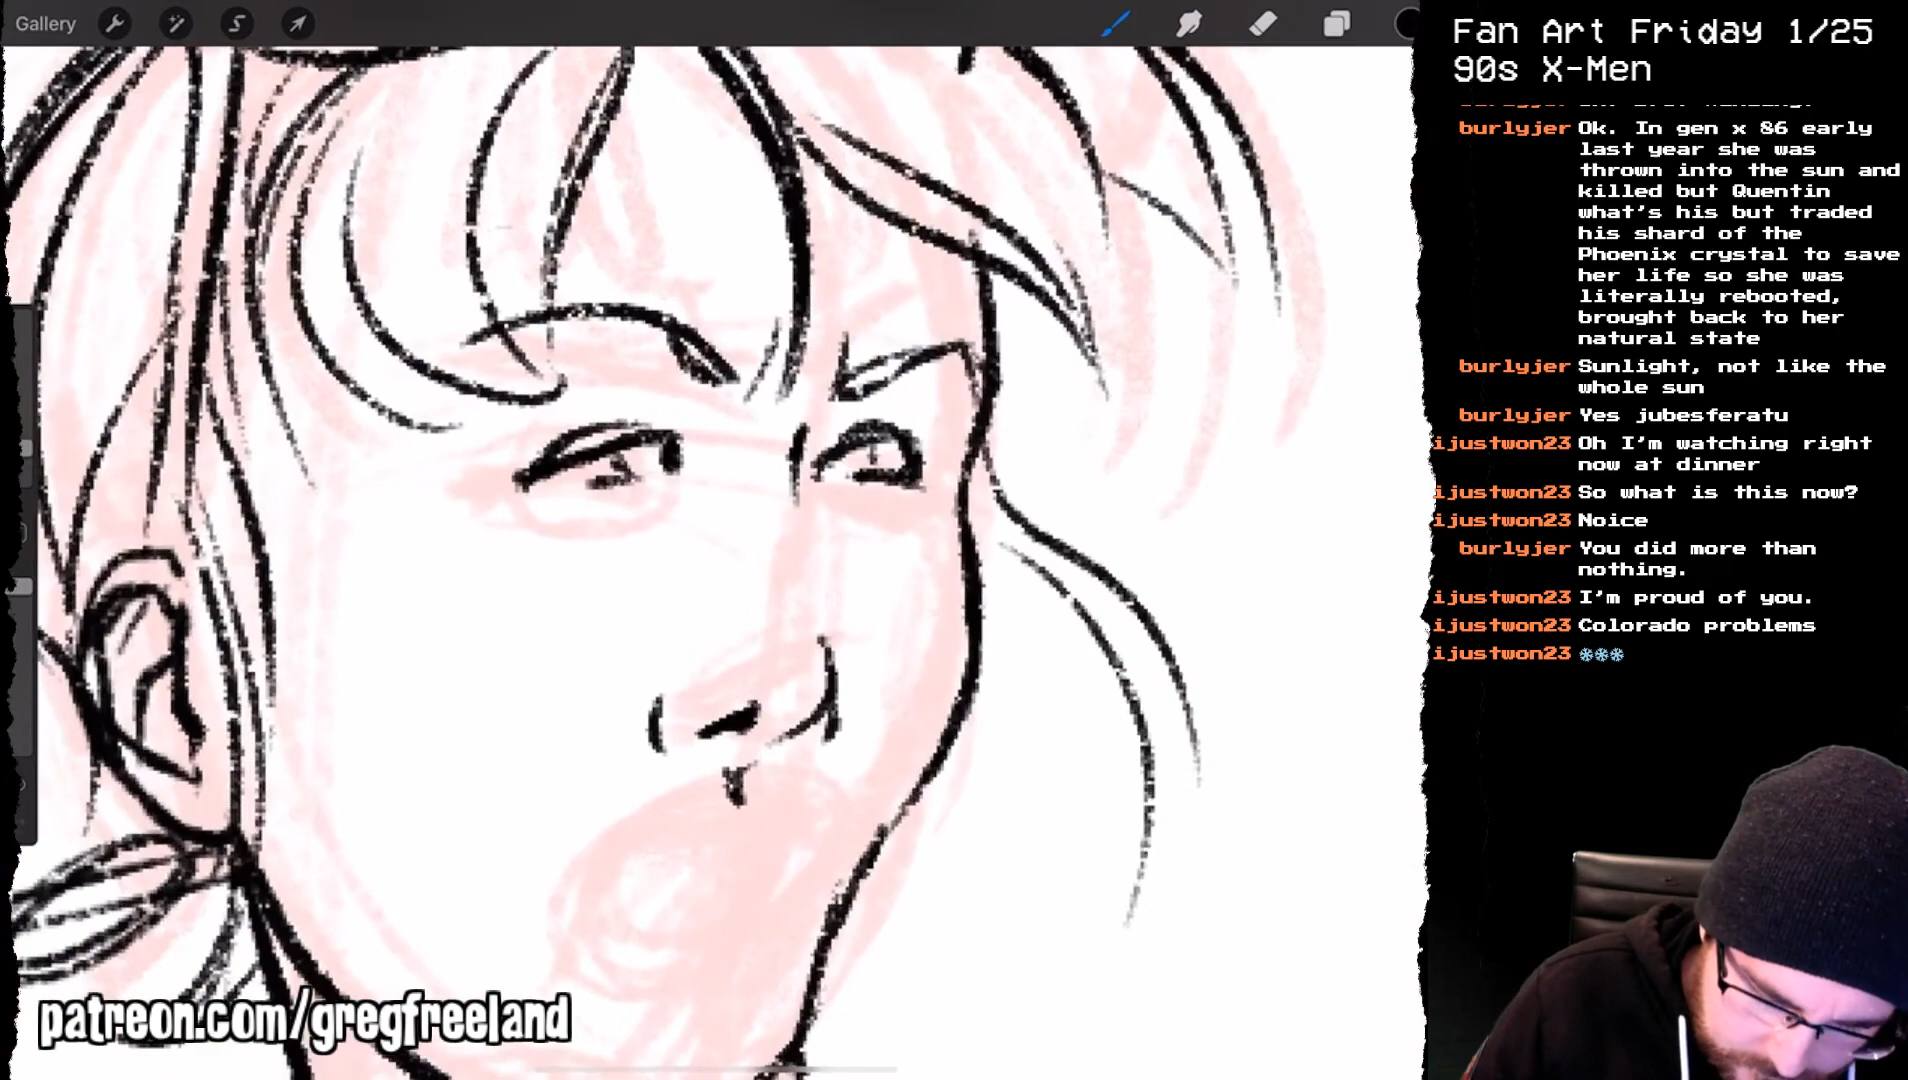 Gallery
Fan Art Friday 1/25
90s X-Men
burlyjer Ok. In gen x 86 early
last year she was
thrown into the sun and
killed but Quentin
what's his but traded
his shard of the
Phoenix crystal to save
her life so she was
literally rebooted,
brought back to her
natural state
burlyjer Sunlight, not like the
whole sun
burlyjer Yes jubesferatu
ijustwon23 Oh I'm watching right
now at dinner
ijustwon23 So what is this now?
ijustwon23 Noice
burlyjer You did more than
nothing.
ijustwon23 I'm proud of you.
ijustwon23 Colorado problems
ijustwon23 ❄❄❄
patreon.com/gregfreeland